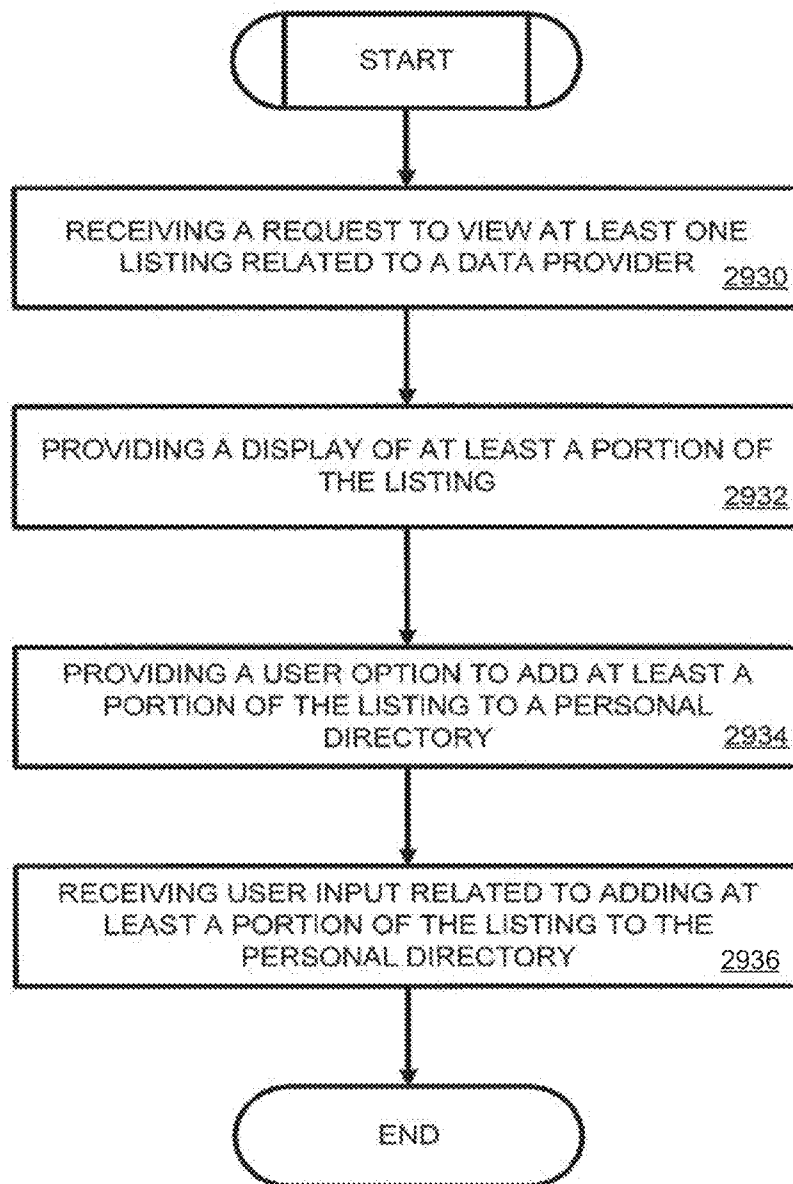 START
RECEIVING A REQUEST TO VIEW AT LEAST ONE
LISTING RELATED TO A DATA PROVIDER
2930
PROVIDING A DISPLAY OF AT LEAST A PORTION OF
THE LISTING
2932
PROVIDING A USER OPTION TO ADD AT LEAST A
PORTION OF THE LISTING TO A PERSONAL
DIRECTORY
2934
RECEIVING USER INPUT RELATED TO ADDING AT
LEAST A PORTION OF THE LISTING TO THE
PERSONAL DIRECTORY
2936
END